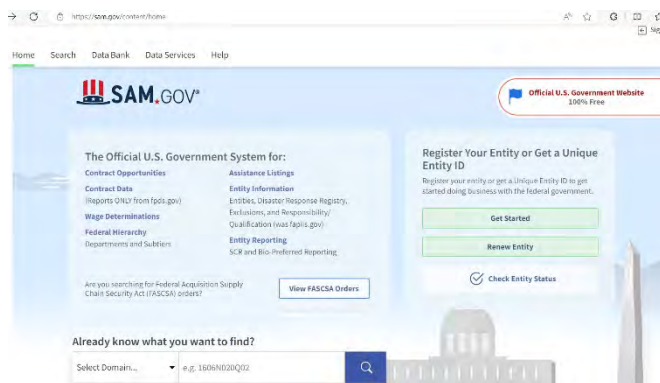 https://sam.gov/content/home
Home Search Data Bank Data Services Help
SAM.GOV®
Official U.S. Government Website
100% Free
The Official U.S. Government System for:
Contract Opportunities
Contract Data
(Reports ONLY from fpds.gov)
Wage Determinations
Federal Hierarchy
Departments and Subtiers
Assistance Listings
Entity Information
Entities, Disaster Response Registry,
Exclusions, and Responsibility/
Qualification (was fapiis.gov)
Entity Reporting
SCR and Bio-Preferred Reporting
Are you searching for Federal Acquisition Supply
Chain Security Act (FASCSA) orders?
View FASCSA Orders
Register Your Entity or Get a Unique
Entity ID
Register your entity or get a Unique Entity ID to get
started doing business with the federal government.
Get Started
Renew Entity
Check Entity Status
Already know what you want to find?
Select Domain... e.g. 1606N020Q02